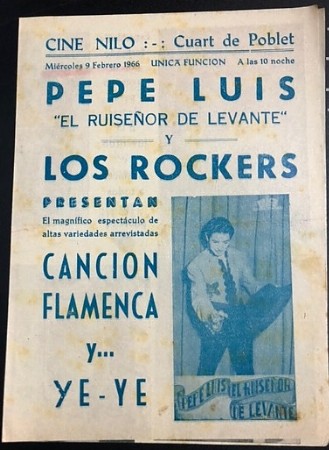 CINE NILO :-: Cuart de Poblet
Miércoles 9 Febrero 1966 UNICA FUNCION A las 10 noche
PEPE LUIS
"EL RUISEÑOR DE LEVANTE"
Y
LOS ROCKERS
PRESENTAN
El magnífico espectáculo de
altas variedades arrevistadas
CANCION
FLAMENCA
y...
YE-YE
PEPE LUIS EL RUISEÑOR
DE LEVANTE